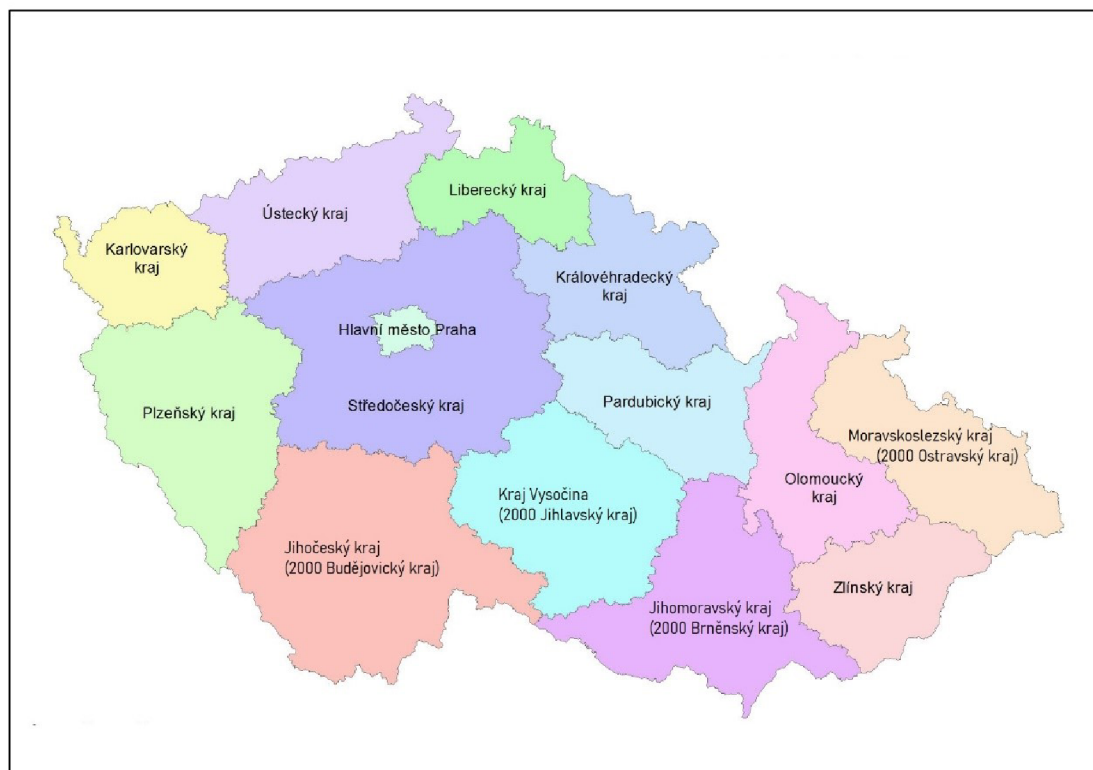 Liberecký kraj
Ústecký kraj
Karlovarský
kraj
Královéhradecký
kraj
Hlavní město Praha
Středočeský kraj
Plzeňský kraj
Pardubický kraj
Moravskoslezský kraj
(2000 Ostravský kraj)
Olomoucký
kraj
Kraj Vysočina
(2000 Jihlavský kraj)
Jihočeský kraj
(2000 Budějovický kraj)
Zlínský kraj
Jihomoravský kraj
(2000 Brněnský kraj)